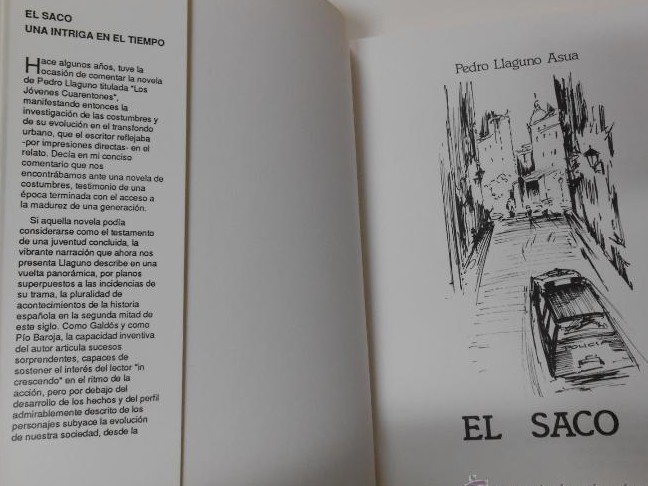 EL SACO
UNA INTRIGA EN EL TIEMPO
Hace algunos años, tuve la
ocasión de comentar la novela
de Pedro Llaguno titulada "Los
Jóvenes Cuarentones",
manifestando entonces la
investigación de las costumbres y
de su evolución en el transfondo
urbano, que el escritor reflejaba
-por impresiones directas- en el
relato. Decía en mi conciso
comentario que nos
encontrábamos ante una novela de
costumbres, testimonio de una
época terminada con el acceso a
la madurez de una generación.
Si aquella novela podía
considerarse como el testamento
de una juventud concluida, la
vibrante narración que ahora nos
presenta Llaguno describe en una
vuelta panorámica, por planos
superpuestos a las incidencias de
su trama, la pluralidad de
acontecimientos de la historia
española en la segunda mitad de
este siglo. Como Galdós y como
Pío Baroja, la capacidad inventiva
del autor articula sucesos
sorprendentes, capaces de
sostener el interés del lector "in
crescendo" en el ritmo de la
acción, pero por debajo del
desarrollo de los hechos y del perfil
admirablemente descrito de los
personajes subyace la evolución
de nuestra sociedad, desde la
Pedro Llaguno Asua
POLICIA
EL SACO